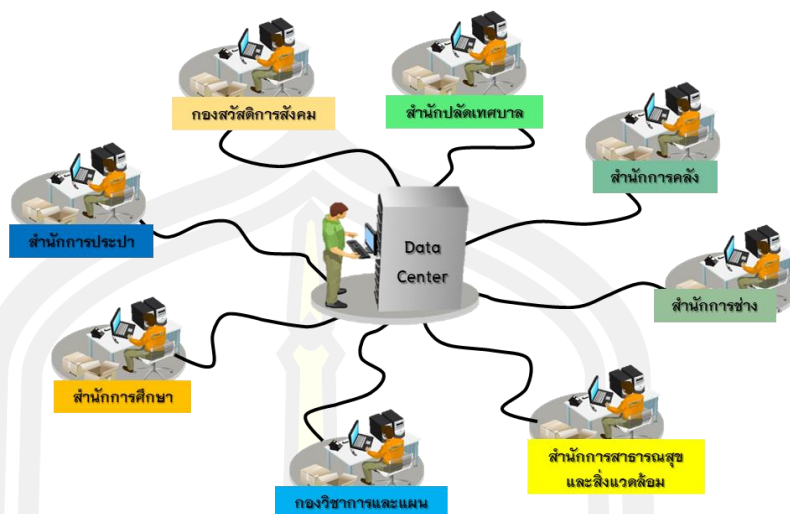 กองสวัสดิการสังคม
สำนักปลัดเทศบาล
สำนักการคลัง
สำนักการประปา
Data
Center
สำนักการช่าง
สำนักการศึกษา
สำนักการสาธารณสุข
และสิ่งแวดล้อม
กองวิชาการและแผน